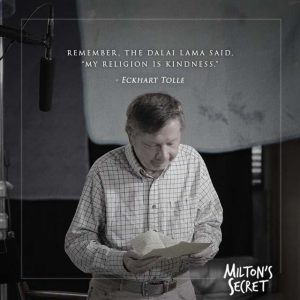 REMEMBER, THE DALAI LAMA SAID,
"MY RELIGION IS KINDNESS."
- ECKHART TOLLE
MILTON'S
SECRET